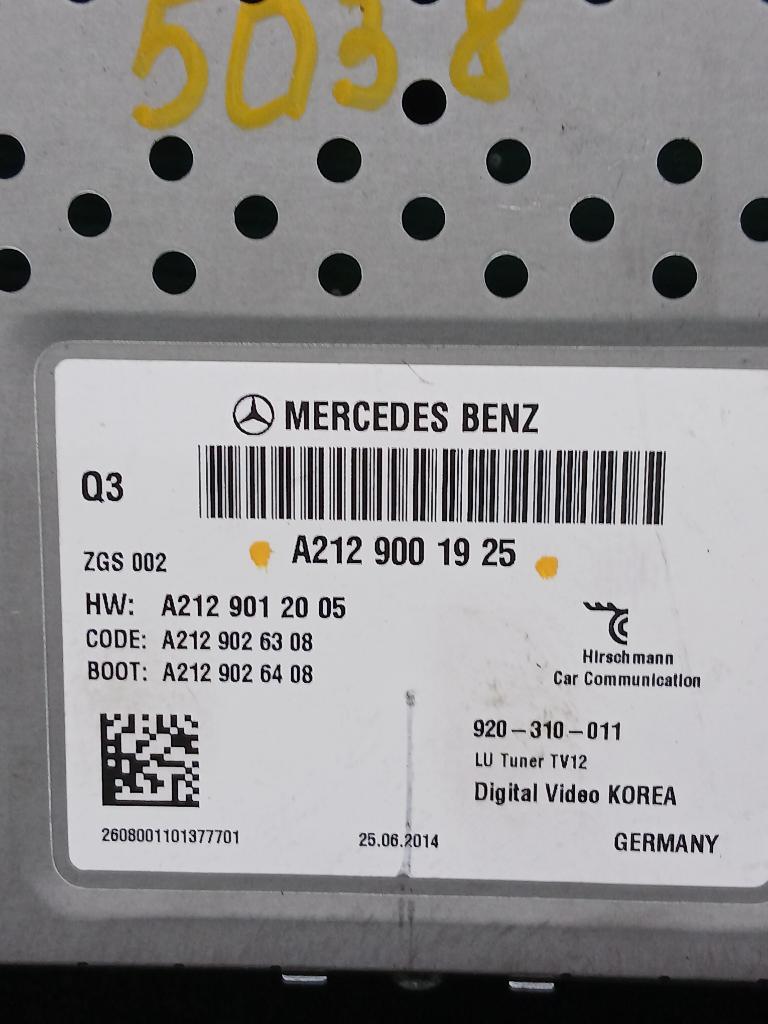 5038
MERCEDES BENZ
Q3
A212 900 19 25
ZGS 002
HW: A212 901 20 05
CODE: A212 902 63 08
BOOT: A212 902 64 08
Hirschmann
Car Communication
920-310-011
LU Tuner TV12
Digital Video KOREA
2608001101377701
25.06.2014
GERMANY